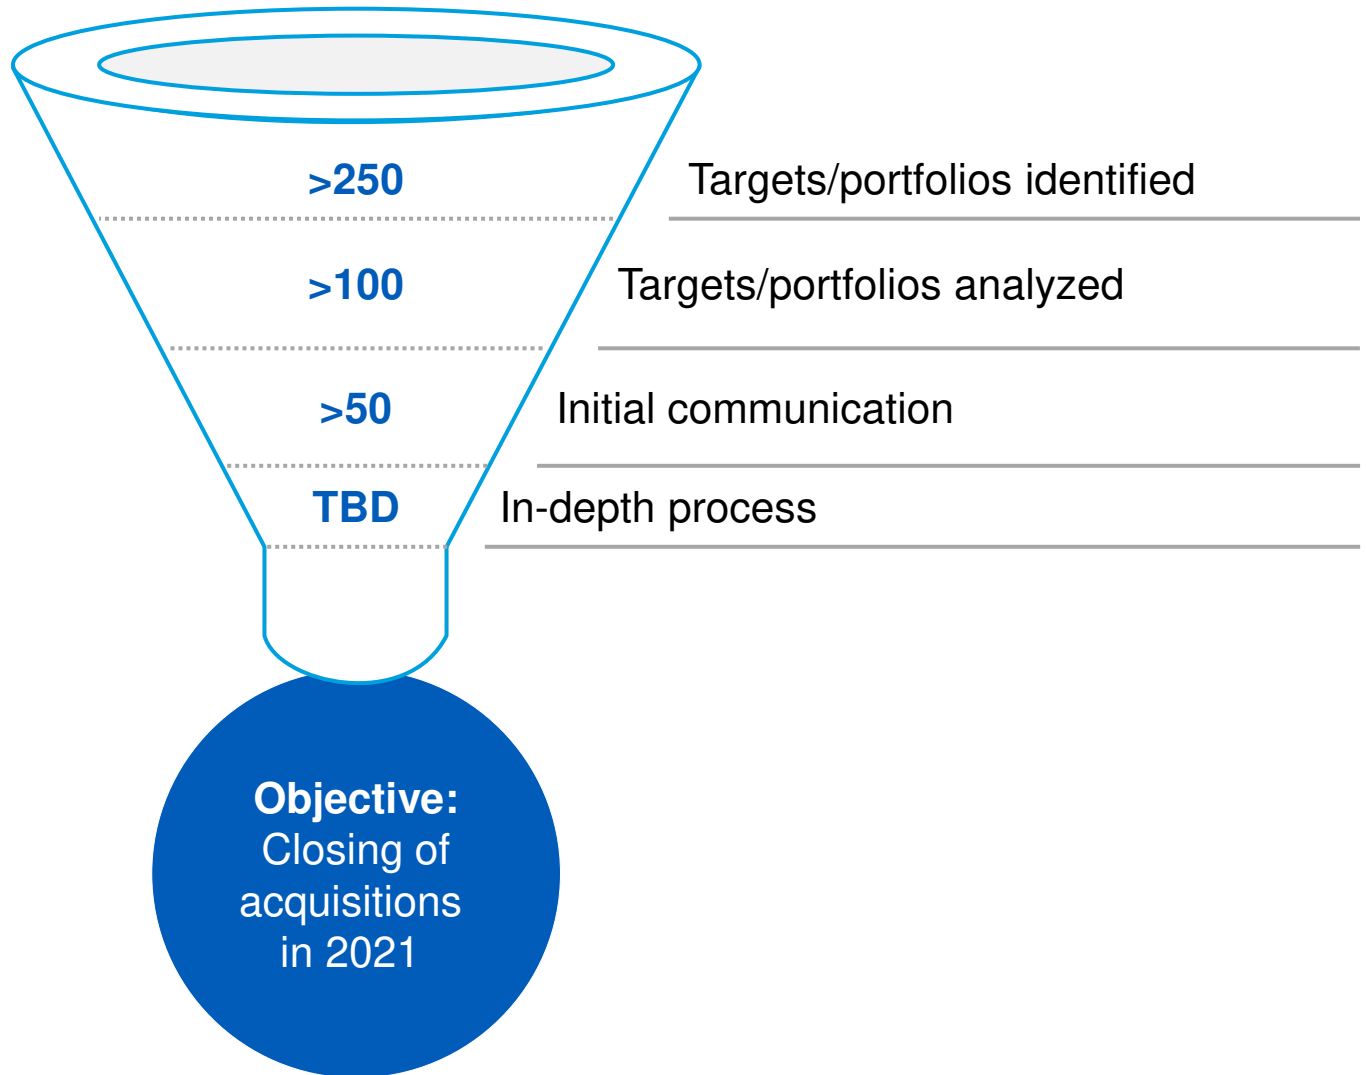 >250 Targets/portfolios identified
>100 Targets/portfolios analyzed
>50 Initial communication
TBD In-depth process
Objective:
Closing of
acquisitions
in 2021